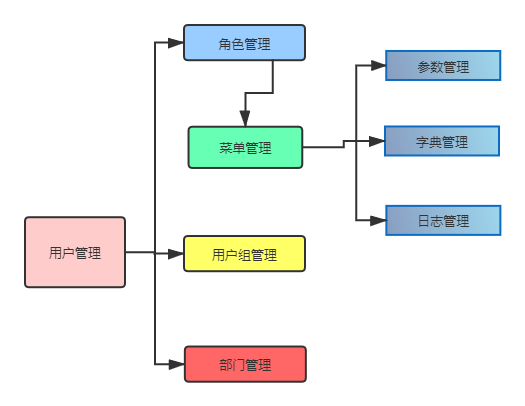 角色管理
参数管理
字典管理
菜单管理
日志管理
用户管理
用户组管理
部门管理